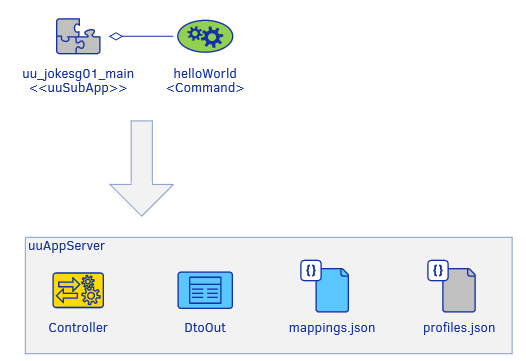 uu_jokesg01_main
<<uuSubApp>>
helloWorld
<Command>
uuAppServer
{}
{}
Controller
DtoOut
mappings.json
profiles.json